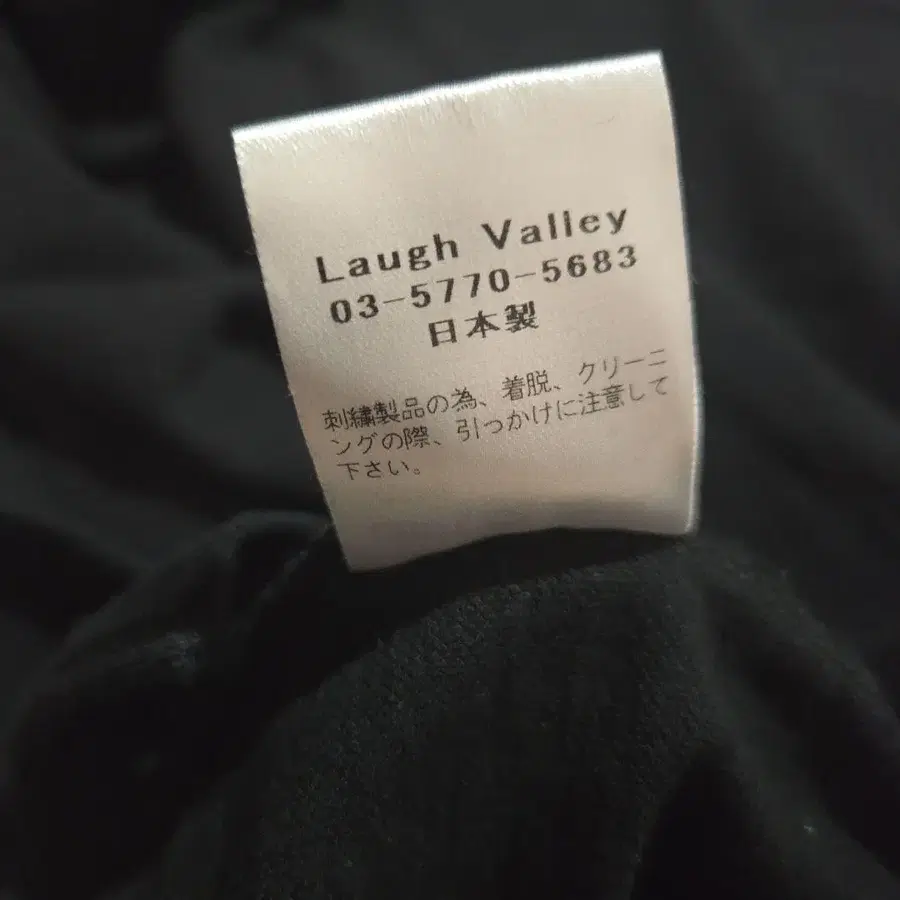 Laugh Valley
03-5770-5683
日本製
刺繍製品の為、着脱、クリーニ
ングの際、引っかけに注意して
下さい。